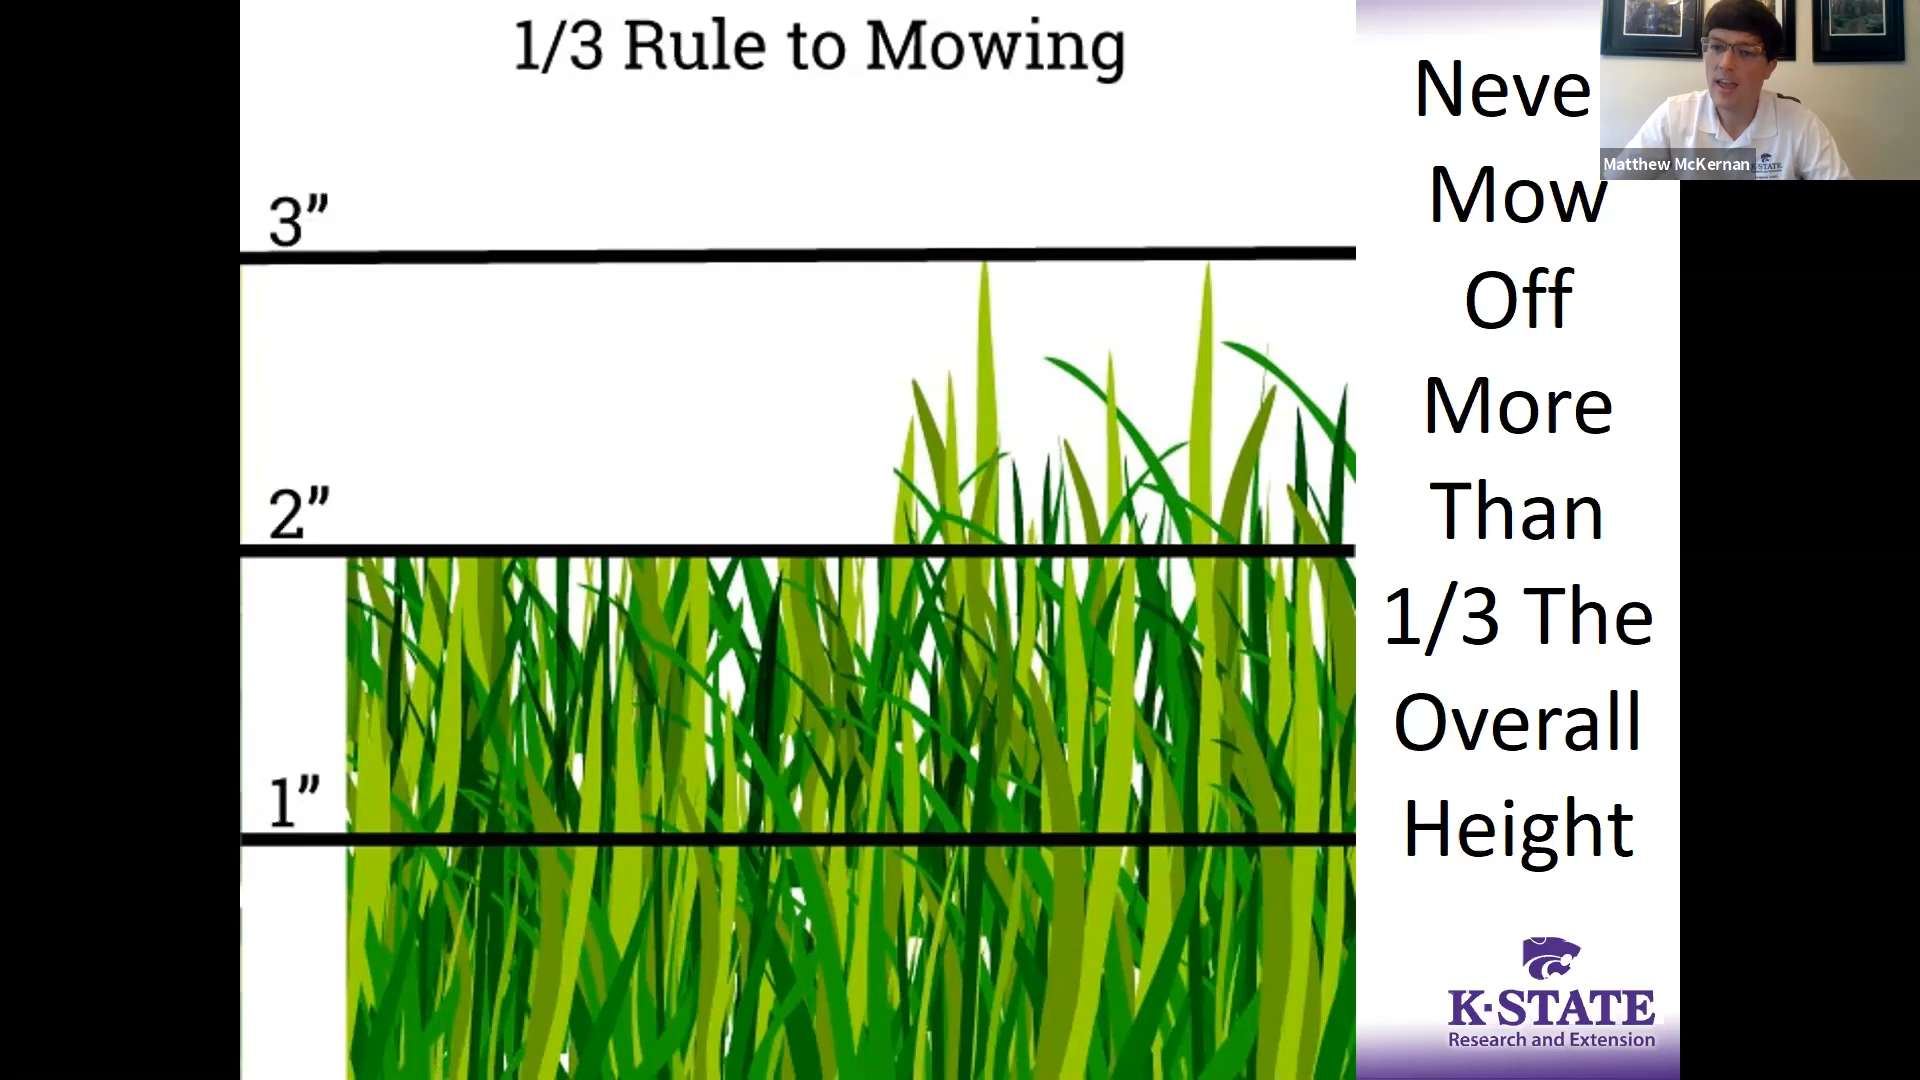 1/3 Rule to Mowing
3”
2”
1”
Neve
Mow
Off
More
Than
1/3 The
Overall
Height
K·STATE
Research and Extension
Matthew McKernan
K·STATE